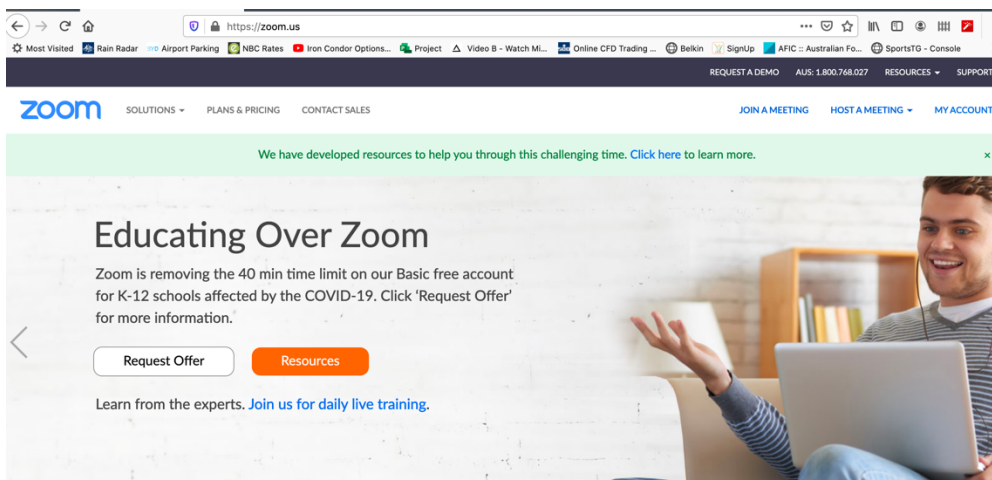 https://zoom.us
Most Visited Rain Radar Airport Parking NBC Rates Iron Condor Options... Project Video B - Watch Mi... Online CFD Trading ... Belkin SignUp AFIC :: Australian Fo... SportsTG - Console
REQUEST A DEMO AUS: 1.800.768.027 RESOURCES SUPPORT
zoom SOLUTIONS PLANS & PRICING CONTACT SALES JOIN A MEETING HOST A MEETING MY ACCOUNT
We have developed resources to help you through this challenging time. Click here to learn more. ×
Educating Over Zoom
Zoom is removing the 40 min time limit on our Basic free account
for K-12 schools affected by the COVID-19. Click 'Request Offer'
for more information.
Request Offer Resources
Learn from the experts. Join us for daily live training.